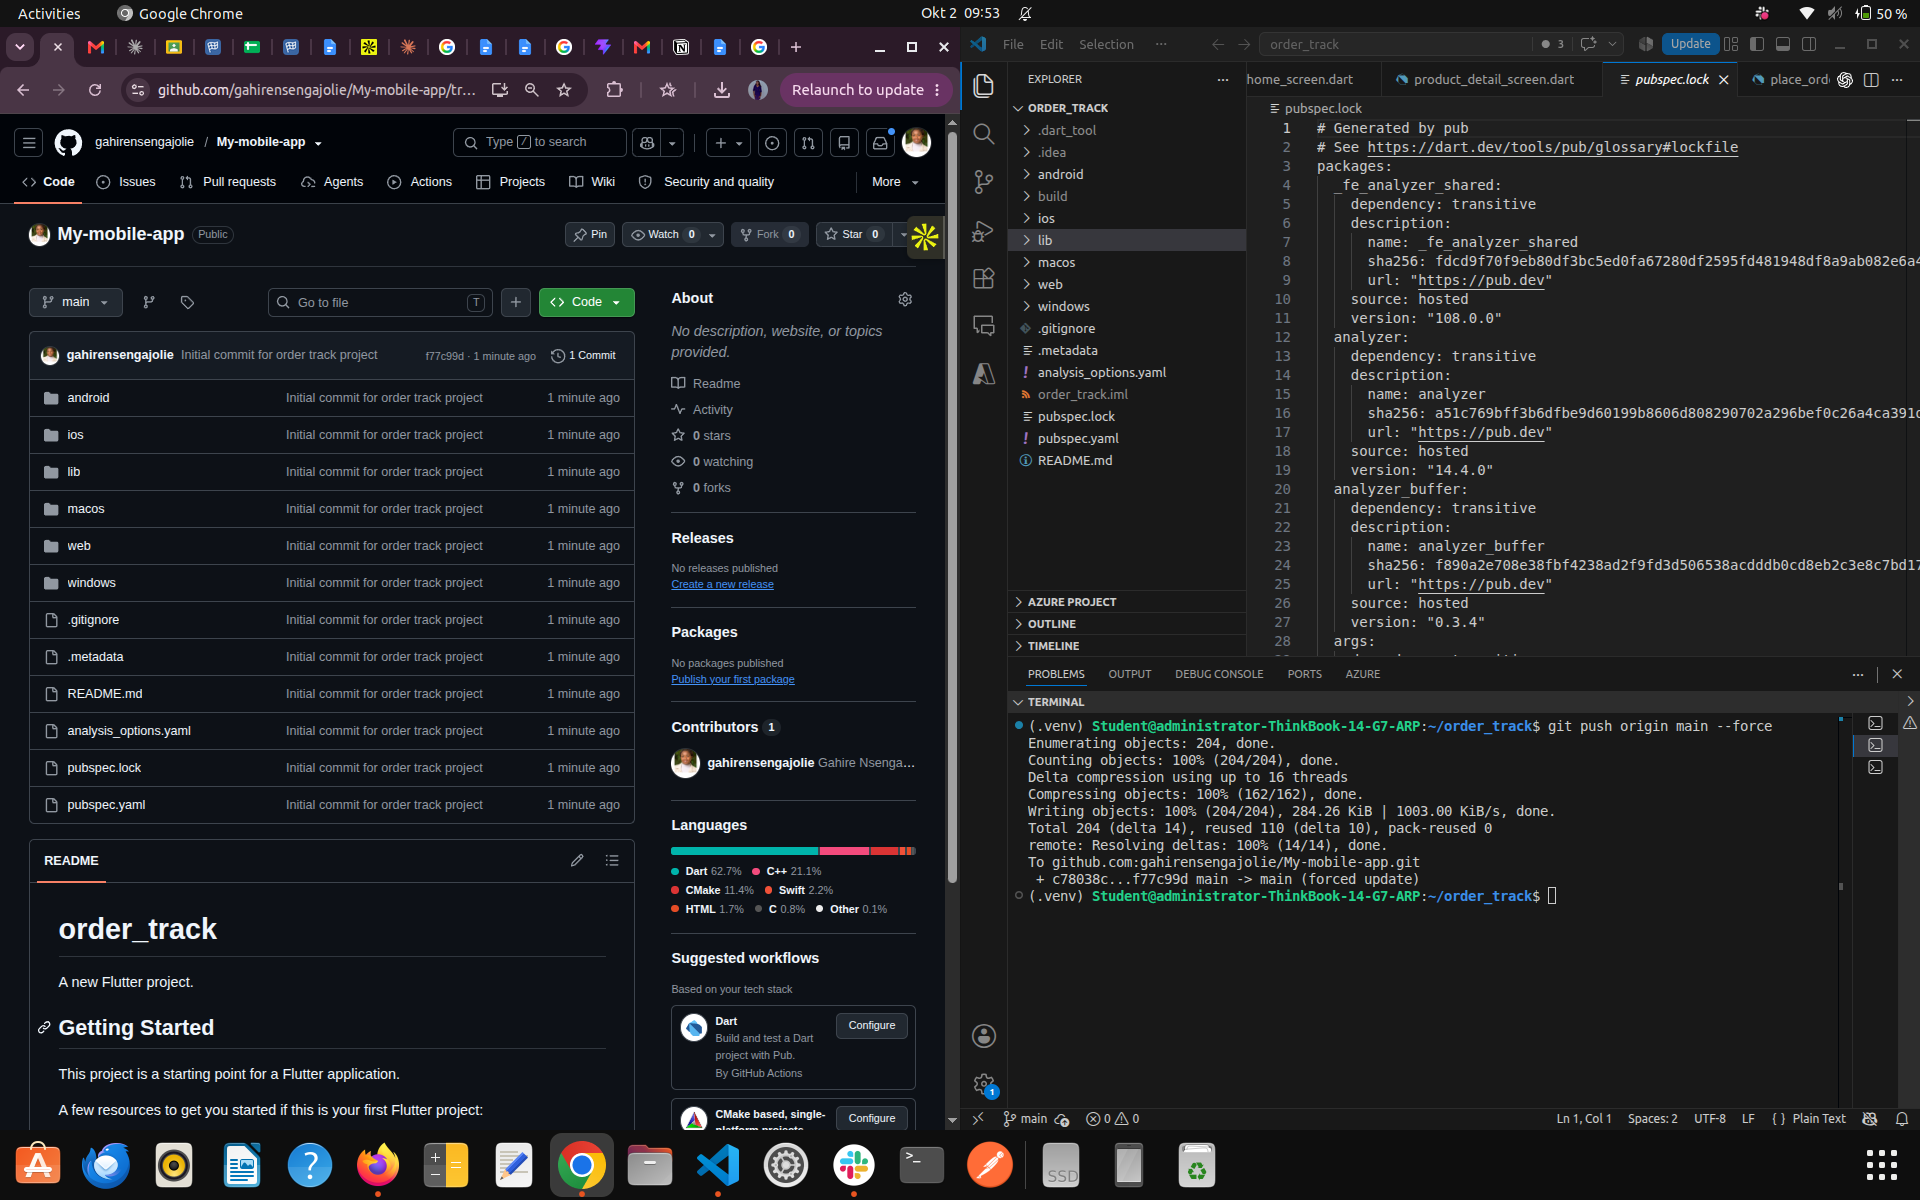 Activities
Google Chrome
Okt 2 09:53
50 %
github.com/gahirensengajolie/My-mobile-app/tr...
Relaunch to update
gahirensengajolie / My-mobile-app
Type / to search
Code
Issues
Pull requests
Agents
Actions
Projects
Wiki
Security and quality
More
My-mobile-app
Public
Pin
Watch 0
Fork 0
Star 0
main
Go to file
T
Code
gahirensengajolie Initial commit for order track project
f77c99d · 1 minute ago
1 Commit
android Initial commit for order track project 1 minute ago
ios Initial commit for order track project 1 minute ago
lib Initial commit for order track project 1 minute ago
macos Initial commit for order track project 1 minute ago
web Initial commit for order track project 1 minute ago
windows Initial commit for order track project 1 minute ago
.gitignore Initial commit for order track project 1 minute ago
.metadata Initial commit for order track project 1 minute ago
README.md Initial commit for order track project 1 minute ago
analysis_options.yaml Initial commit for order track project 1 minute ago
pubspec.lock Initial commit for order track project 1 minute ago
pubspec.yaml Initial commit for order track project 1 minute ago
README
order_track
A new Flutter project.
Getting Started
This project is a starting point for a Flutter application.
A few resources to get you started if this is your first Flutter project:
About
No description, website, or topics
provided.
Readme
Activity
0 stars
0 watching
0 forks
Releases
No releases published
Create a new release
Packages
No packages published
Publish your first package
Contributors 1
gahirensengajolie Gahire Nsenga...
Languages
Dart 62.7% C++ 21.1%
CMake 11.4% Swift 2.2%
HTML 1.7% C 0.8% Other 0.1%
Suggested workflows
Based on your tech stack
Dart
Configure
Build and test a Dart
project with Pub.
By GitHub Actions
CMake based, single-
platform projects
Configure
File
Edit
Selection
...
order_track
3
Update
EXPLORER
...
ORDER_TRACK
.dart_tool
.idea
android
build
ios
lib
macos
web
windows
.gitignore
.metadata
analysis_options.yaml
order_track.iml
pubspec.lock
pubspec.yaml
README.md
AZURE PROJECT
OUTLINE
TIMELINE
home_screen.dart
product_detail_screen.dart
pubspec.lock
place_ord
pubspec.lock
1 # Generated by pub
2 # See https://dart.dev/tools/pub/glossary#lockfile
3 packages:
4 _fe_analyzer_shared:
5 dependency: transitive
6 description:
7 name: _fe_analyzer_shared
8 sha256: fdcd9f70f9eb80df3bc5ed0fa67280df2595fd481948df8a9ab082e6a4
9 url: "https://pub.dev"
10 source: hosted
11 version: "108.0.0"
12 analyzer:
13 dependency: transitive
14 description:
15 name: analyzer
16 sha256: a51c769bff3b6dfbe9d60199b8606d808290702a296bef0c26a4ca391d
17 url: "https://pub.dev"
18 source: hosted
19 version: "14.4.0"
20 analyzer_buffer:
21 dependency: transitive
22 description:
23 name: analyzer_buffer
24 sha256: f890a2e708e38fbf4238ad2f9fd3d506538acdddb0cd8eb2c3e8c7bd17
25 url: "https://pub.dev"
26 source: hosted
27 version: "0.3.4"
28 args:
PROBLEMS
OUTPUT
DEBUG CONSOLE
PORTS
AZURE
...
TERMINAL
(.venv) Student@administrator-ThinkBook-14-G7-ARP:~/order_track$ git push origin main --force
Enumerating objects: 204, done.
Counting objects: 100% (204/204), done.
Delta compression using up to 16 threads
Compressing objects: 100% (162/162), done.
Writing objects: 100% (204/204), 284.26 KiB | 1003.00 KiB/s, done.
Total 204 (delta 14), reused 110 (delta 10), pack-reused 0
remote: Resolving deltas: 100% (14/14), done.
To github.com:gahirensengajolie/My-mobile-app.git
+ c78038c...f77c99d main -> main (forced update)
(.venv) Student@administrator-ThinkBook-14-G7-ARP:~/order_track$
1
main
0 0
Ln 1, Col 1
Spaces: 2
UTF-8
LF
{ } Plain Text
SSD